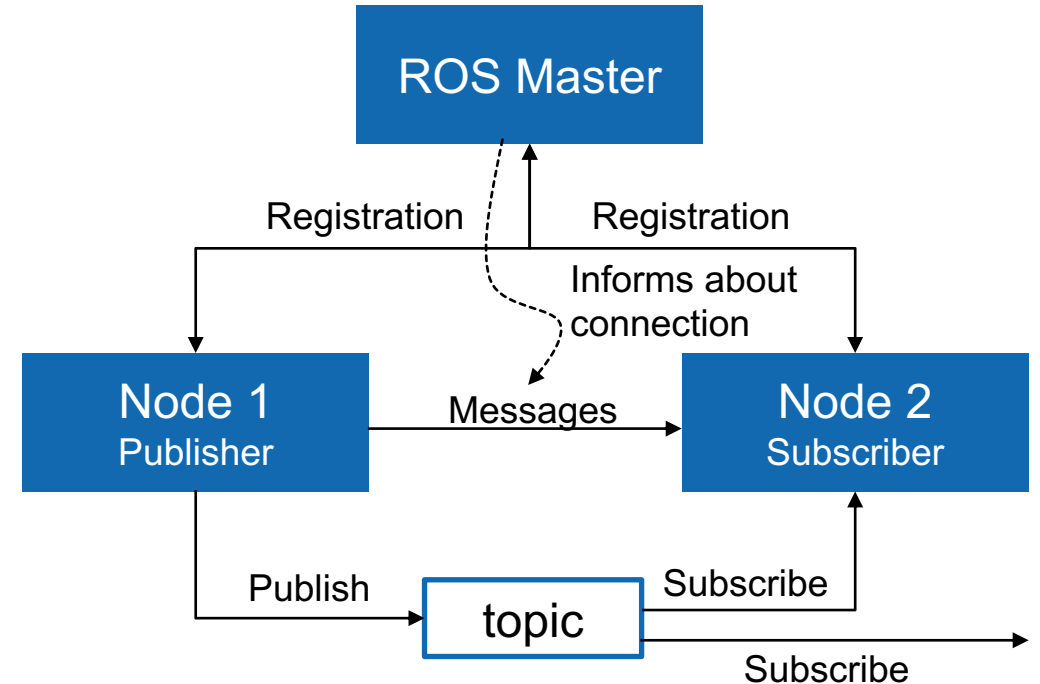 ROS Master
Registration
Registration
Informs about
connection
Node 1
Publisher
Messages
Node 2
Subscriber
Publish
topic
Subscribe
Subscribe